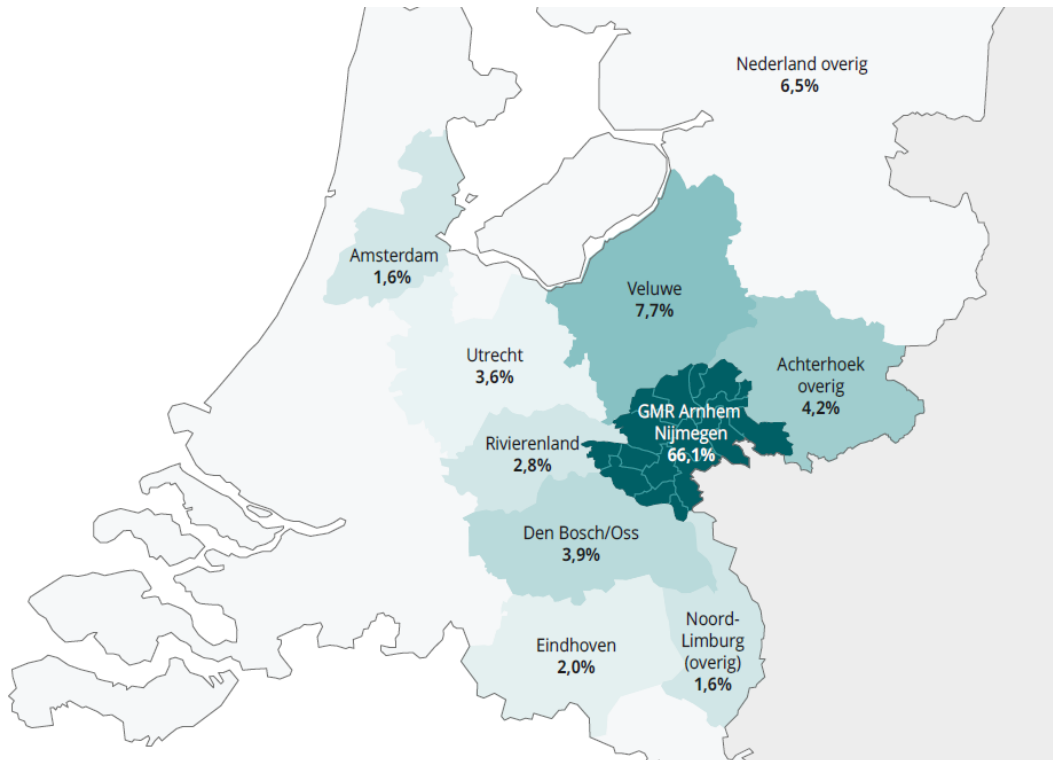 Nederland overig
6,5%
Amsterdam
1,6%
Veluwe
7,7%
Utrecht
3,6%
Achterhoek
overig
4,2%
GMR Arnhem
Nijmegen
66,1%
Rivierenland
2,8%
Den Bosch/Oss
3,9%
Eindhoven
2,0%
Noord-
Limburg
(overig)
1,6%